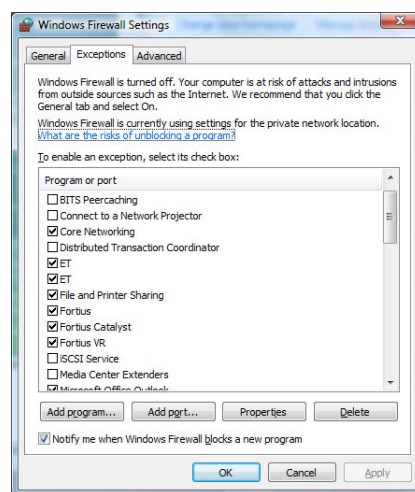 Windows Firewall Settings
General Exceptions Advanced
Windows Firewall is turned off. Your computer is at risk of attacks and intrusions
from outside sources such as the Internet. We recommend that you click the
General tab and select On.
Windows Firewall is currently using settings for the private network location.
What are the risks of unblocking a program?
To enable an exception, select its check box:
Program or port
BITS Peercaching
Connect to a Network Projector
Core Networking
Distributed Transaction Coordinator
ET
ET
File and Printer Sharing
Fortius
Fortius Catalyst
Fortius VR
iSCSI Service
Media Center Extenders
Microsoft Office Outlook
Add program... Add port... Properties Delete
Notify me when Windows Firewall blocks a new program
OK Cancel Apply